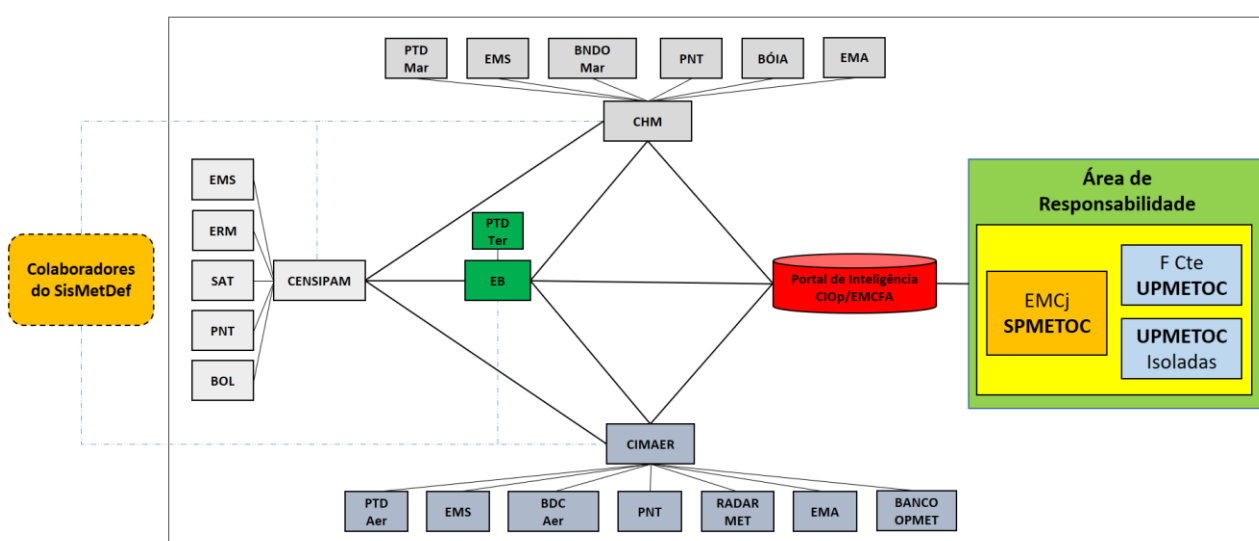 PTD
Mar
EMS
BNDO
Mar
PNT
BÓIA
EMA
CHM
EMS
ERM
SAT
PNT
BOL
Colaboradores
do SisMetDef
CENSIPAM
PTD
Ter
EB
Portal de Inteligência
CIOp/EMCFA
Área de
Responsabilidade
EMCj
SPMETOC
F Cte
UPMETOC
UPMETOC
Isoladas
CIMAER
PTD
Aer
EMS
BDC
Aer
PNT
RADAR
MET
EMA
BANCO
OPMET